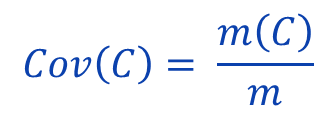 Cov(C) = m(C) / m